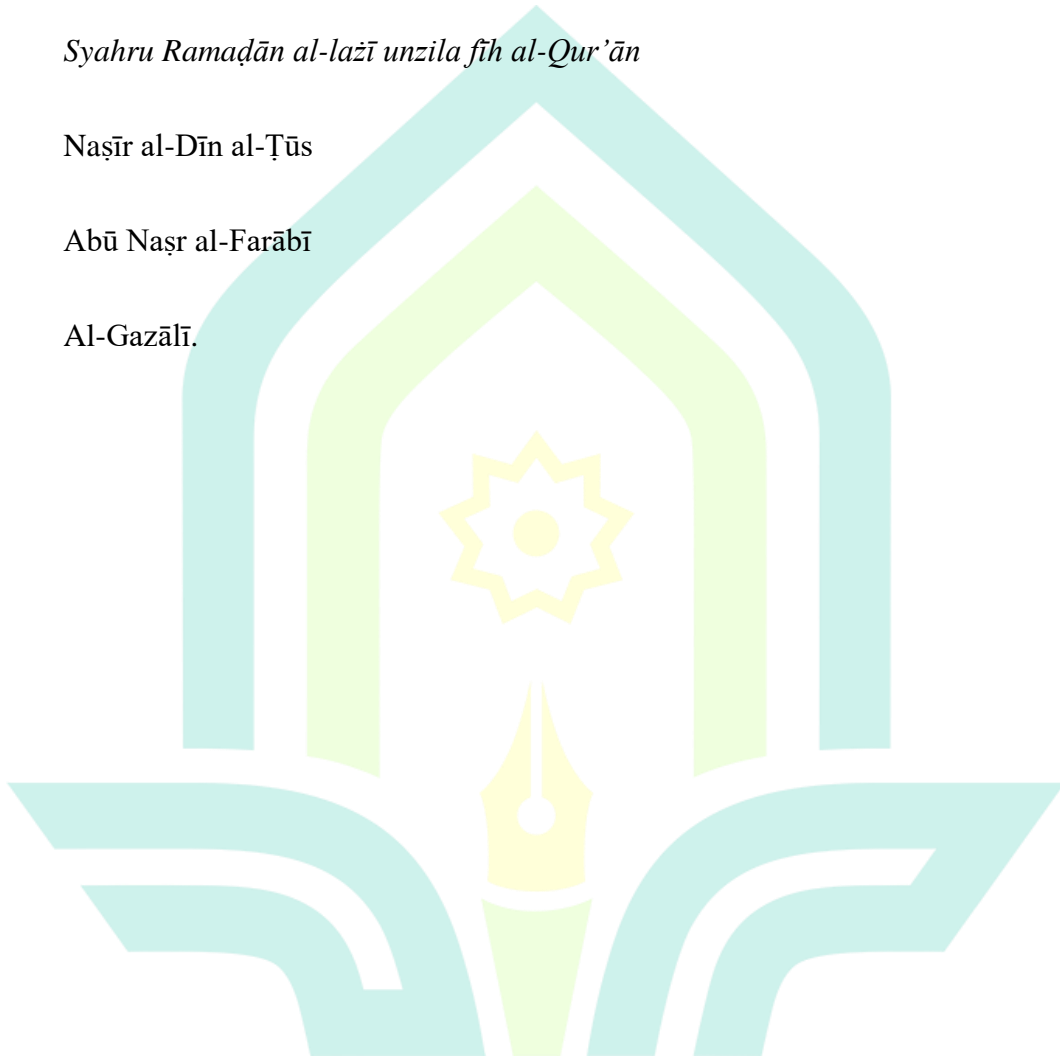 Syahru Ramaḍān al-lażī unzila fīh al-Qur’ān
Naṣīr al-Dīn al-Ṭūs
Abū Naṣr al-Farābī
Al-Gazālī.